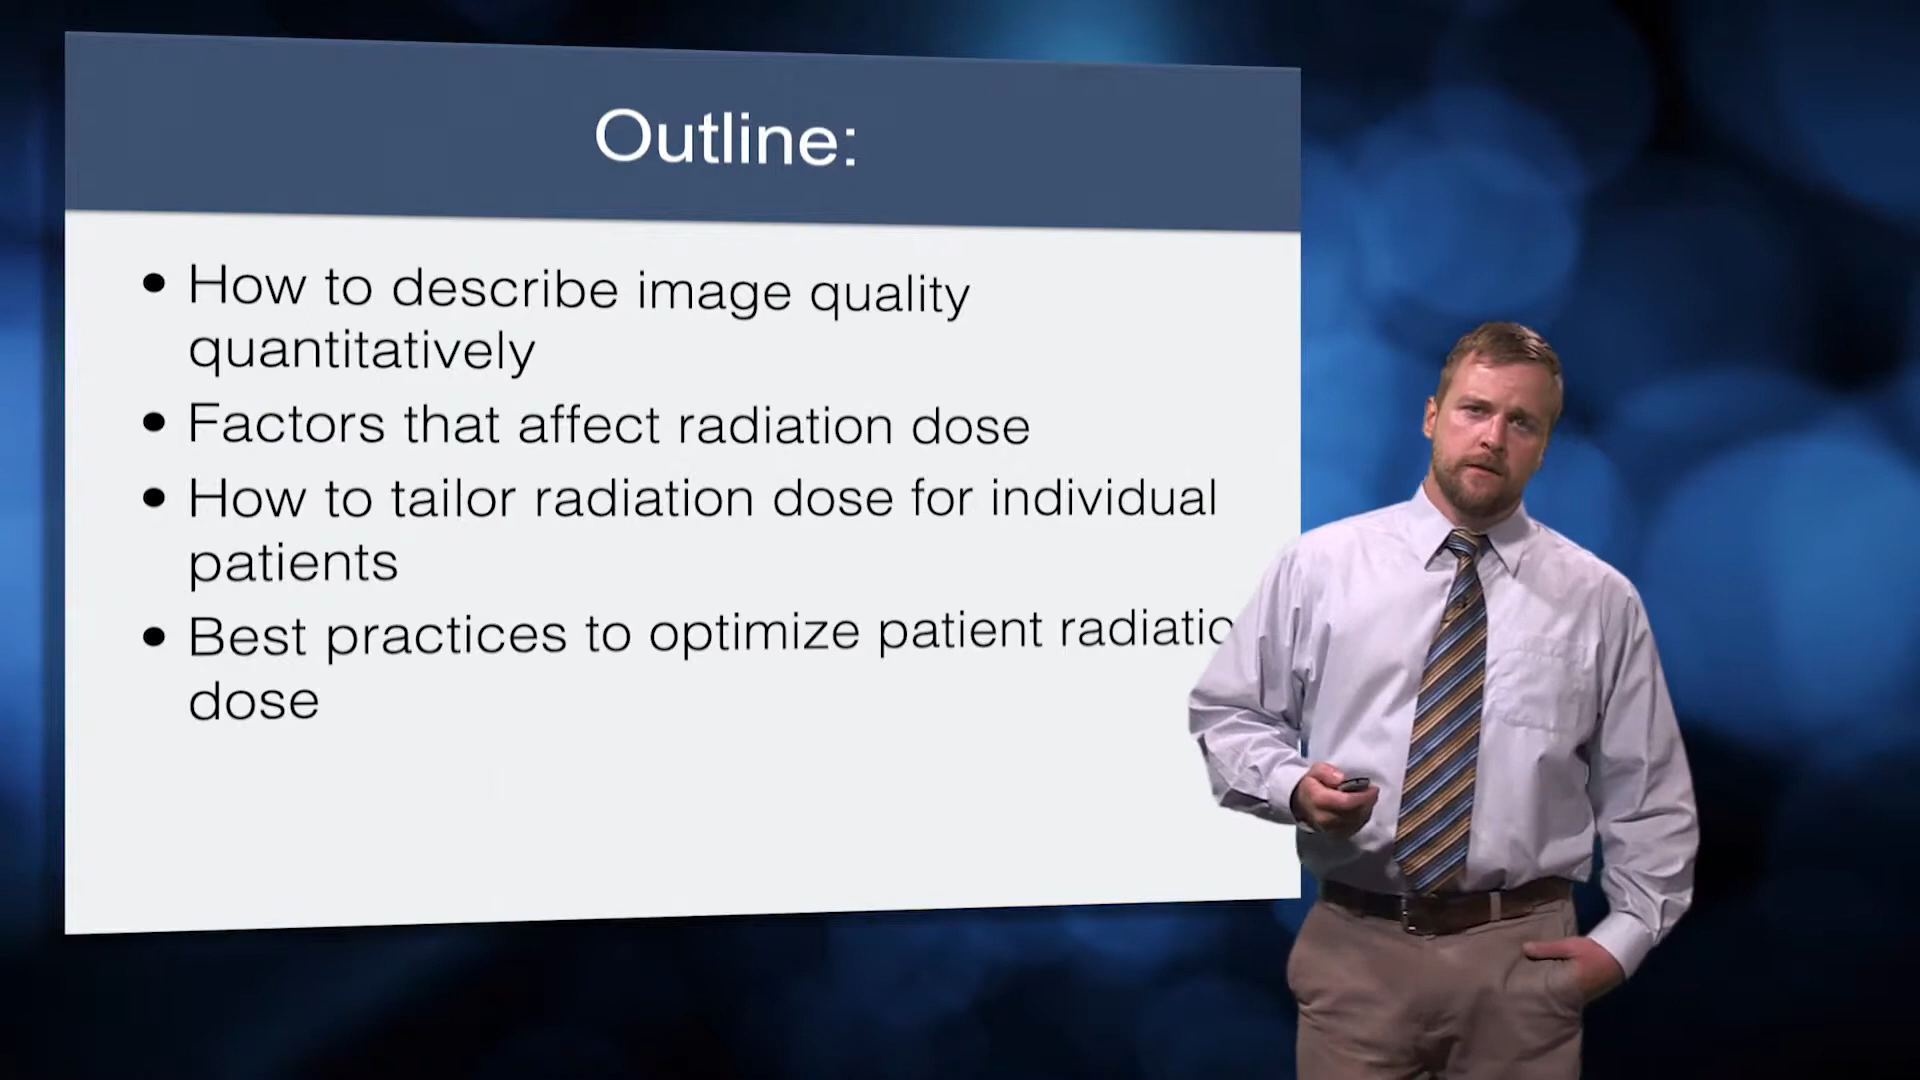 Outline:
• How to describe image quality
quantitatively
• Factors that affect radiation dose
• How to tailor radiation dose for individual
patients
• Best practices to optimize patient radiatio
dose